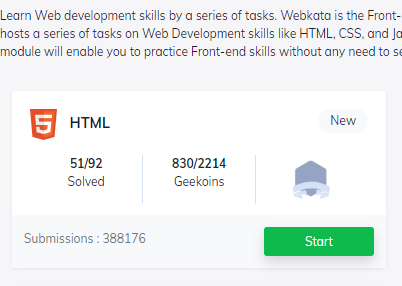 Learn Web development skills by a series of tasks. Webkata is the Front-
hosts a series of tasks on Web Development skills like HTML, CSS, and Ja
module will enable you to practice Front-end skills without any need to se
5 HTML New
51/92 830/2214
Solved Geekoins
Submissions : 388176 Start